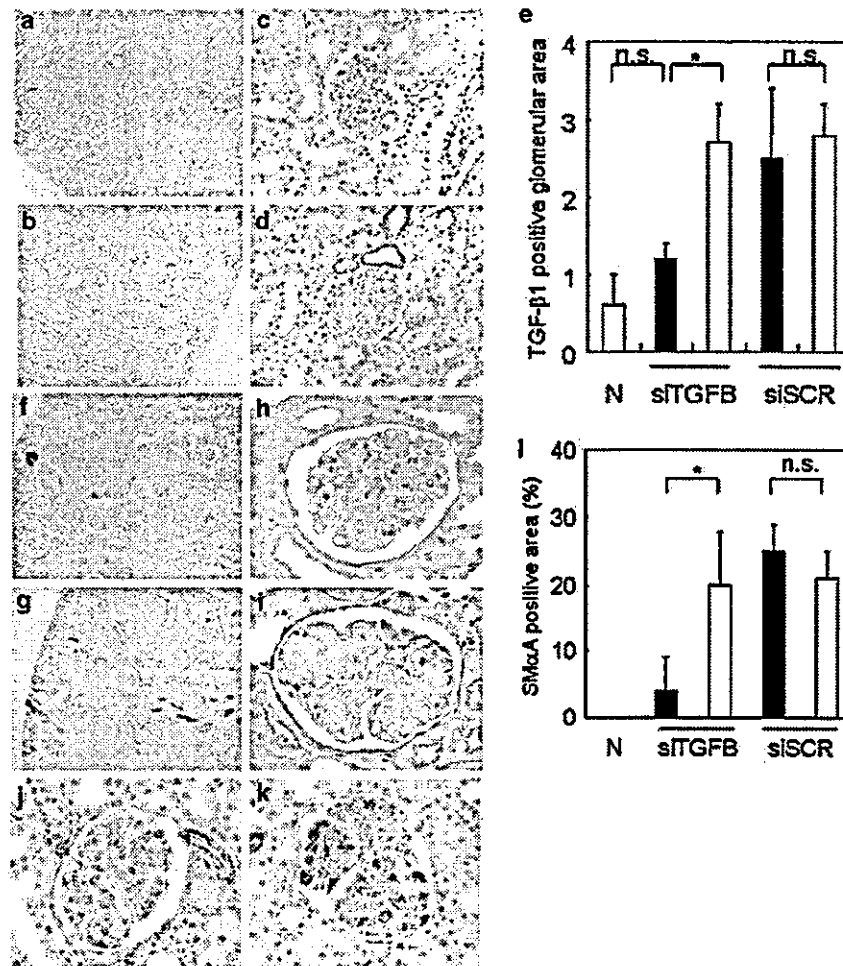 a
c
b
d
f
h
g
i
j
k
e
TGF-β1 positive glomerular area
4
3
2
1
0
n.s.
*
n.s.
N
siTGFB
siSCR
l
SMαA positive area (%)
40
30
20
10
0
*
n.s.
N
siTGFB
siSCR